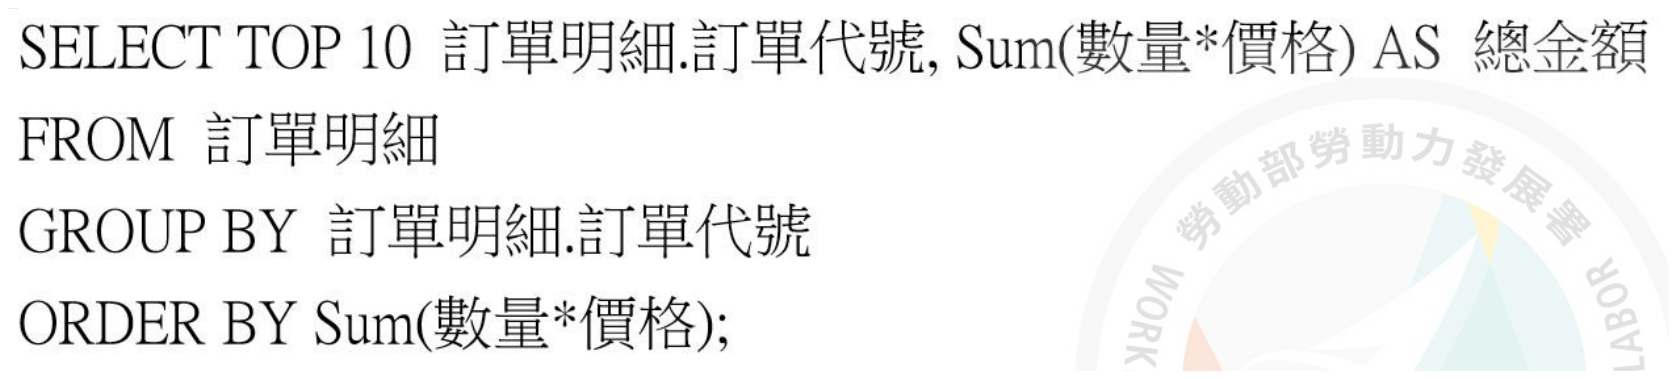 SELECT TOP 10 訂單明細.訂單代號, Sum(數量*價格) AS 總金額
FROM 訂單明細
GROUP BY 訂單明細.訂單代號
ORDER BY Sum(數量*價格);
勞動部勞動力發展署
WORK
LABOR